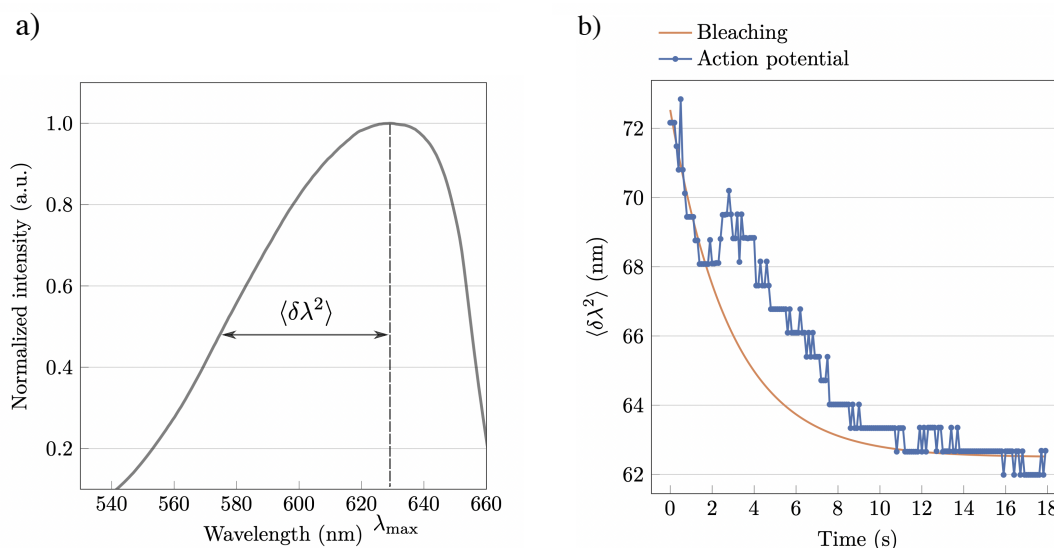 a)
Normalized intensity (a.u.)
1.0
0.8
0.6
0.4
0.2
⟨δλ²⟩
540 560 580 600 620 640 660
Wavelength (nm)
λmax
b)
Bleaching
Action potential
⟨δλ²⟩ (nm)
72
70
68
66
64
62
0 2 4 6 8 10 12 14 16 18
Time (s)